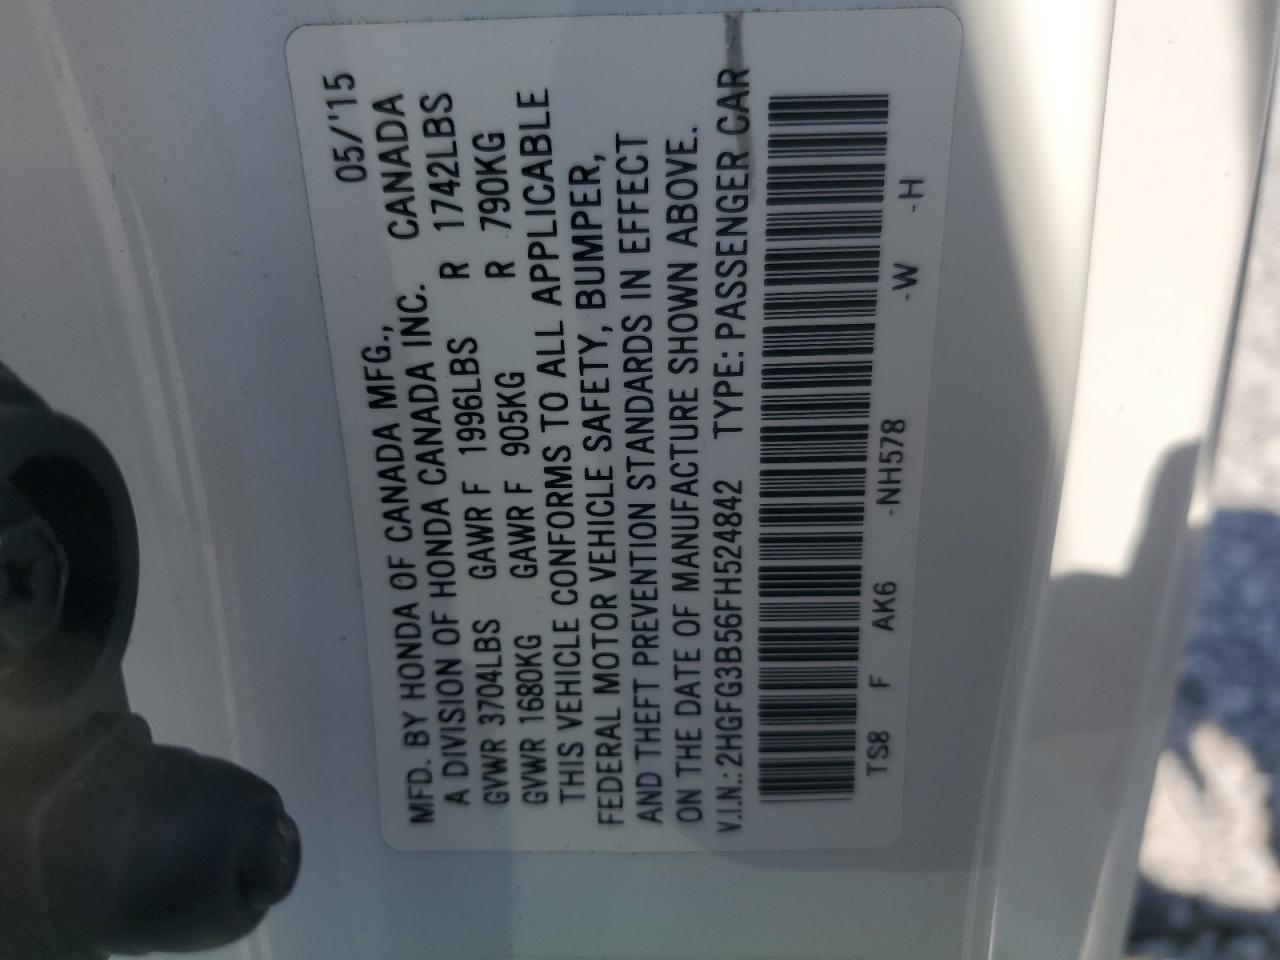 05/'15
MFD. BY HONDA OF CANADA MFG., CANADA
A DIVISION OF HONDA CANADA INC.
GVWR 3704LBS GAWR F 1996LBS R 1742LBS
GVWR 1680KG GAWR F 905KG R 790KG
THIS VEHICLE CONFORMS TO ALL APPLICABLE
FEDERAL MOTOR VEHICLE SAFETY, BUMPER,
AND THEFT PREVENTION STANDARDS IN EFFECT
ON THE DATE OF MANUFACTURE SHOWN ABOVE.
V.I.N.: 2HGFG3B56FH524842 TYPE: PASSENGER CAR
TS8 F AK6 -NH578 -W -H